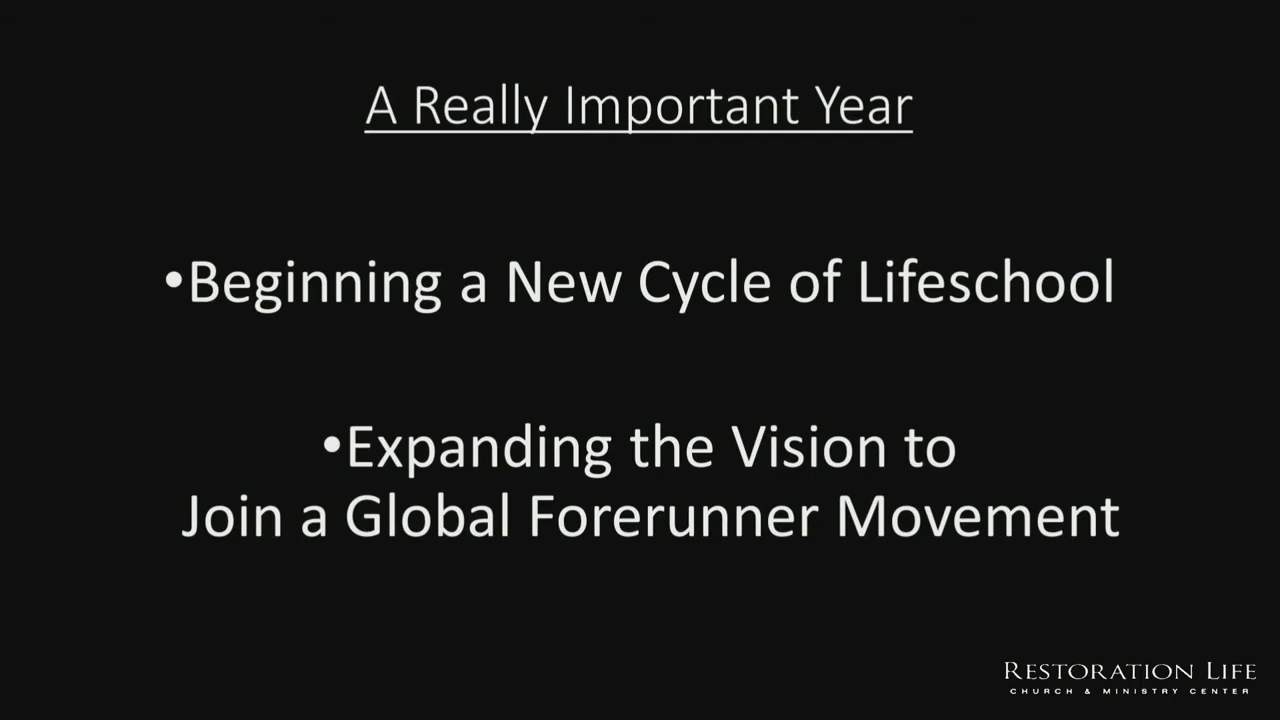 A Really Important Year
•Beginning a New Cycle of Lifeschool
•Expanding the Vision to
Join a Global Forerunner Movement
RESTORATION LIFE
CHURCH & MINISTRY CENTER